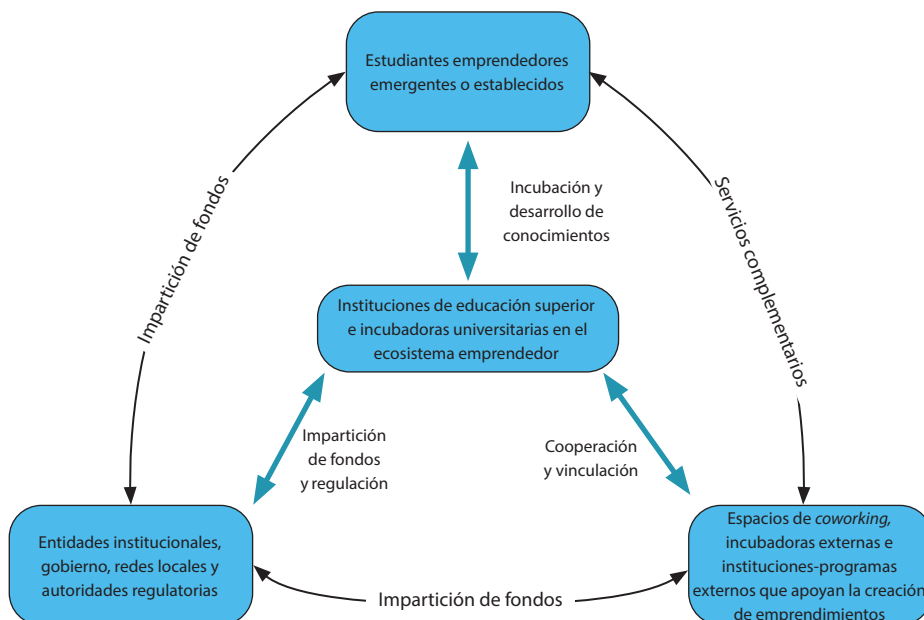 Estudiantes emprendedores
emergentes o establecidos
Impartición de fondos
Incubación y
desarrollo de
conocimientos
Servicios complementarios
Instituciones de educación superior
e incubadoras universitarias en el
ecosistema emprendedor
Impartición
de fondos
y regulación
Cooperación
y vinculación
Entidades institucionales,
gobierno, redes locales y
autoridades regulatorias
Espacios de coworking,
incubadoras externas e
instituciones-programas
externos que apoyan la creación
de emprendimientos
Impartición de fondos